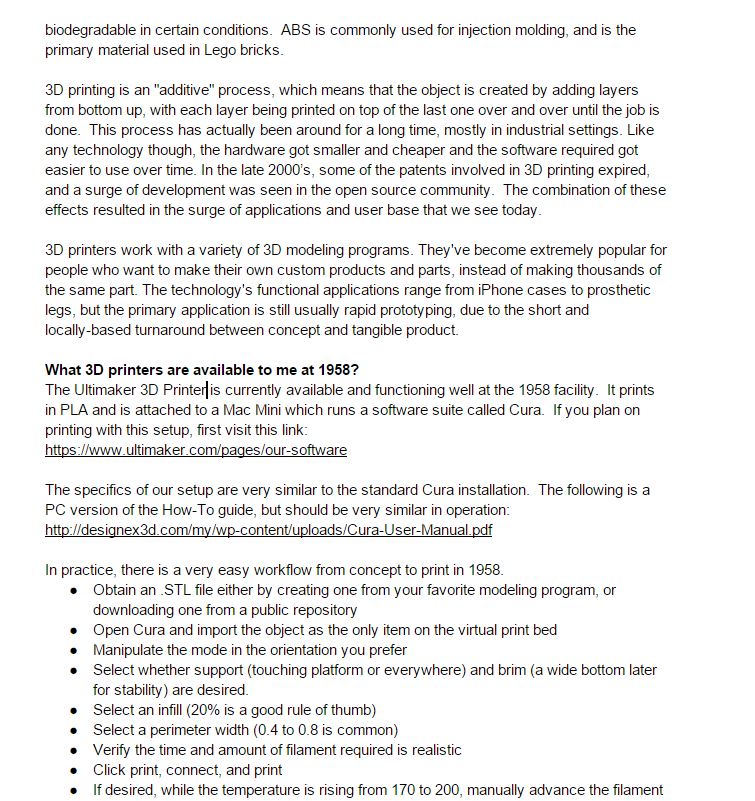 biodegradable in certain conditions.  ABS is commonly used for injection molding, and is the
primary material used in Lego bricks.
3D printing is an "additive" process, which means that the object is created by adding layers
from bottom up, with each layer being printed on top of the last one over and over until the job is
done.  This process has actually been around for a long time, mostly in industrial settings. Like
any technology though, the hardware got smaller and cheaper and the software required got
easier to use over time. In the late 2000's, some of the patents involved in 3D printing expired,
and a surge of development was seen in the open source community.  The combination of these
effects resulted in the surge of applications and user base that we see today.
3D printers work with a variety of 3D modeling programs. They've become extremely popular for
people who want to make their own custom products and parts, instead of making thousands of
the same part. The technology's functional applications range from iPhone cases to prosthetic
legs, but the primary application is still usually rapid prototyping, due to the short and
locally-based turnaround between concept and tangible product.
What 3D printers are available to me at 1958?
The Ultimaker 3D Printer is currently available and functioning well at the 1958 facility.  It prints
in PLA and is attached to a Mac Mini which runs a software suite called Cura.  If you plan on
printing with this setup, first visit this link:
https://www.ultimaker.com/pages/our-software
The specifics of our setup are very similar to the standard Cura installation.  The following is a
PC version of the How-To guide, but should be very similar in operation:
http://designex3d.com/my/wp-content/uploads/Cura-User-Manual.pdf
In practice, there is a very easy workflow from concept to print in 1958.
● Obtain an .STL file either by creating one from your favorite modeling program, or
downloading one from a public repository
● Open Cura and import the object as the only item on the virtual print bed
● Manipulate the mode in the orientation you prefer
● Select whether support (touching platform or everywhere) and brim (a wide bottom later
for stability) are desired.
● Select an infill (20% is a good rule of thumb)
● Select a perimeter width (0.4 to 0.8 is common)
● Verify the time and amount of filament required is realistic
● Click print, connect, and print
● If desired, while the temperature is rising from 170 to 200, manually advance the filament